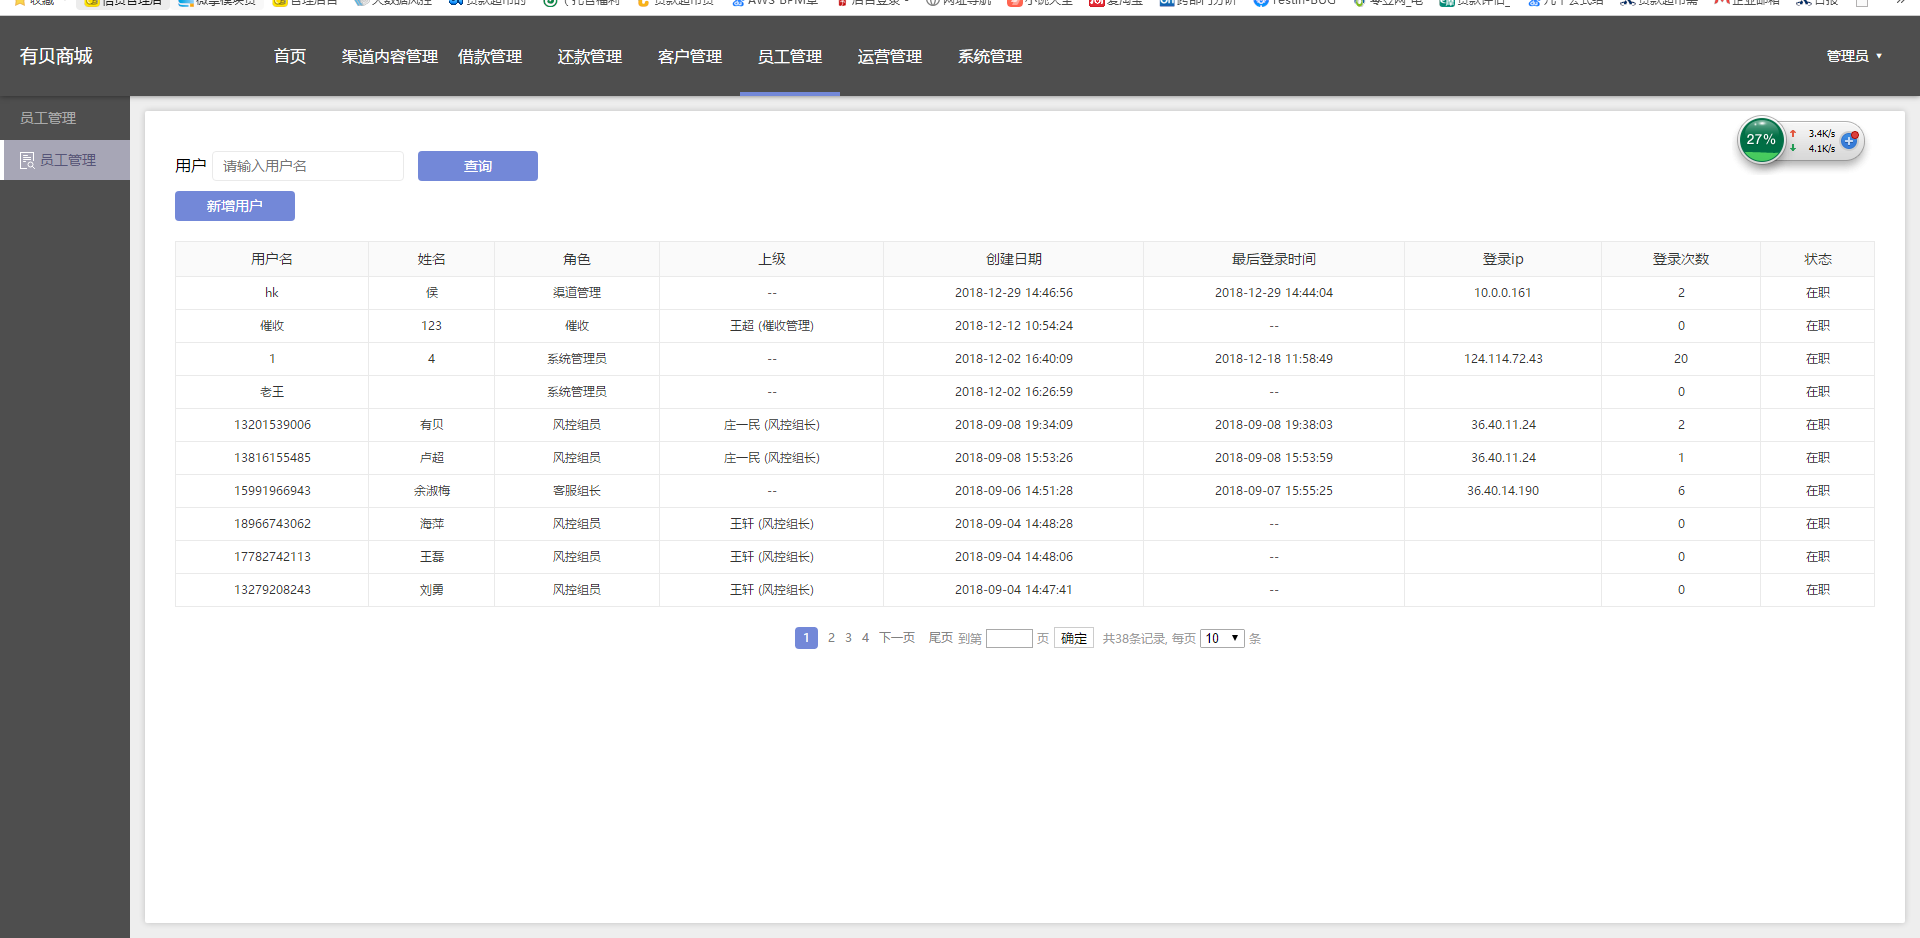 有贝商城 首页 渠道内容管理 借款管理 还款管理 客户管理 员工管理 运营管理 系统管理 管理员
员工管理
员工管理
27% 3.4K/s
4.1K/s
用户 请输入用户名 查询
新增用户
用户名 姓名 角色 上级 创建日期 最后登录时间 登录ip 登录次数 状态
hk 侯 渠道管理 -- 2018-12-29 14:46:56 2018-12-29 14:44:04 10.0.0.161 2 在职
催收 123 催收 王超 (催收管理) 2018-12-12 10:54:24 -- 0 在职
1 4 系统管理员 -- 2018-12-02 16:40:09 2018-12-18 11:58:49 124.114.72.43 20 在职
老王 系统管理员 -- 2018-12-02 16:26:59 -- 0 在职
13201539006 有贝 风控组员 庄一民 (风控组长) 2018-09-08 19:34:09 2018-09-08 19:38:03 36.40.11.24 2 在职
13816155485 卢超 风控组员 庄一民 (风控组长) 2018-09-08 15:53:26 2018-09-08 15:53:59 36.40.11.24 1 在职
15991966943 余淑梅 客服组长 -- 2018-09-06 14:51:28 2018-09-07 15:55:25 36.40.14.190 6 在职
18966743062 海萍 风控组员 王轩 (风控组长) 2018-09-04 14:48:28 -- 0 在职
17782742113 王磊 风控组员 王轩 (风控组长) 2018-09-04 14:48:06 -- 0 在职
13279208243 刘勇 风控组员 王轩 (风控组长) 2018-09-04 14:47:41 -- 0 在职
1 2 3 4 下一页 尾页 到第 页 确定 共38条记录, 每页 10 条